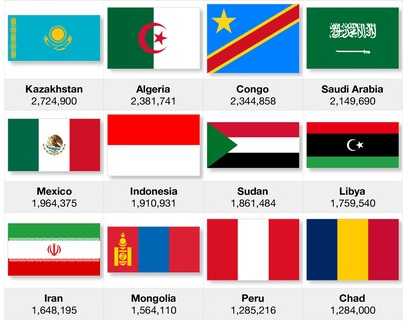 Kazakhstan Algeria Congo Saudi Arabia
2,724,900 2,381,741 2,344,858 2,149,690
Mexico Indonesia Sudan Libya
1,964,375 1,910,931 1,861,484 1,759,540
Iran Mongolia Peru Chad
1,648,195 1,564,110 1,285,216 1,284,000